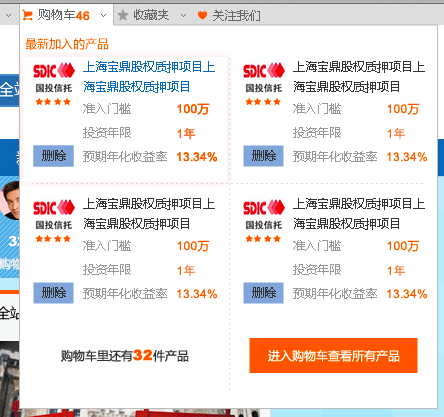 购物车46 收藏夹 关注我们
最新加入的产品
SDIC
国投信托
上海宝鼎股权质押项目上
海宝鼎股权质押项目
准入门槛 100万
投资年限 1年
删除 预期年化收益率 13.34%
SDIC
国投信托
上海宝鼎股权质押项目上
海宝鼎股权质押项目
准入门槛 100万
投资年限 1年
删除 预期年化收益率 13.34%
SDIC
国投信托
上海宝鼎股权质押项目上
海宝鼎股权质押项目
准入门槛 100万
投资年限 1年
删除 预期年化收益率 13.34%
SDIC
国投信托
上海宝鼎股权质押项目上
海宝鼎股权质押项目
准入门槛 100万
投资年限 1年
删除 预期年化收益率 13.34%
购物车里还有32件产品
进入购物车查看所有产品
全站
购物
全站